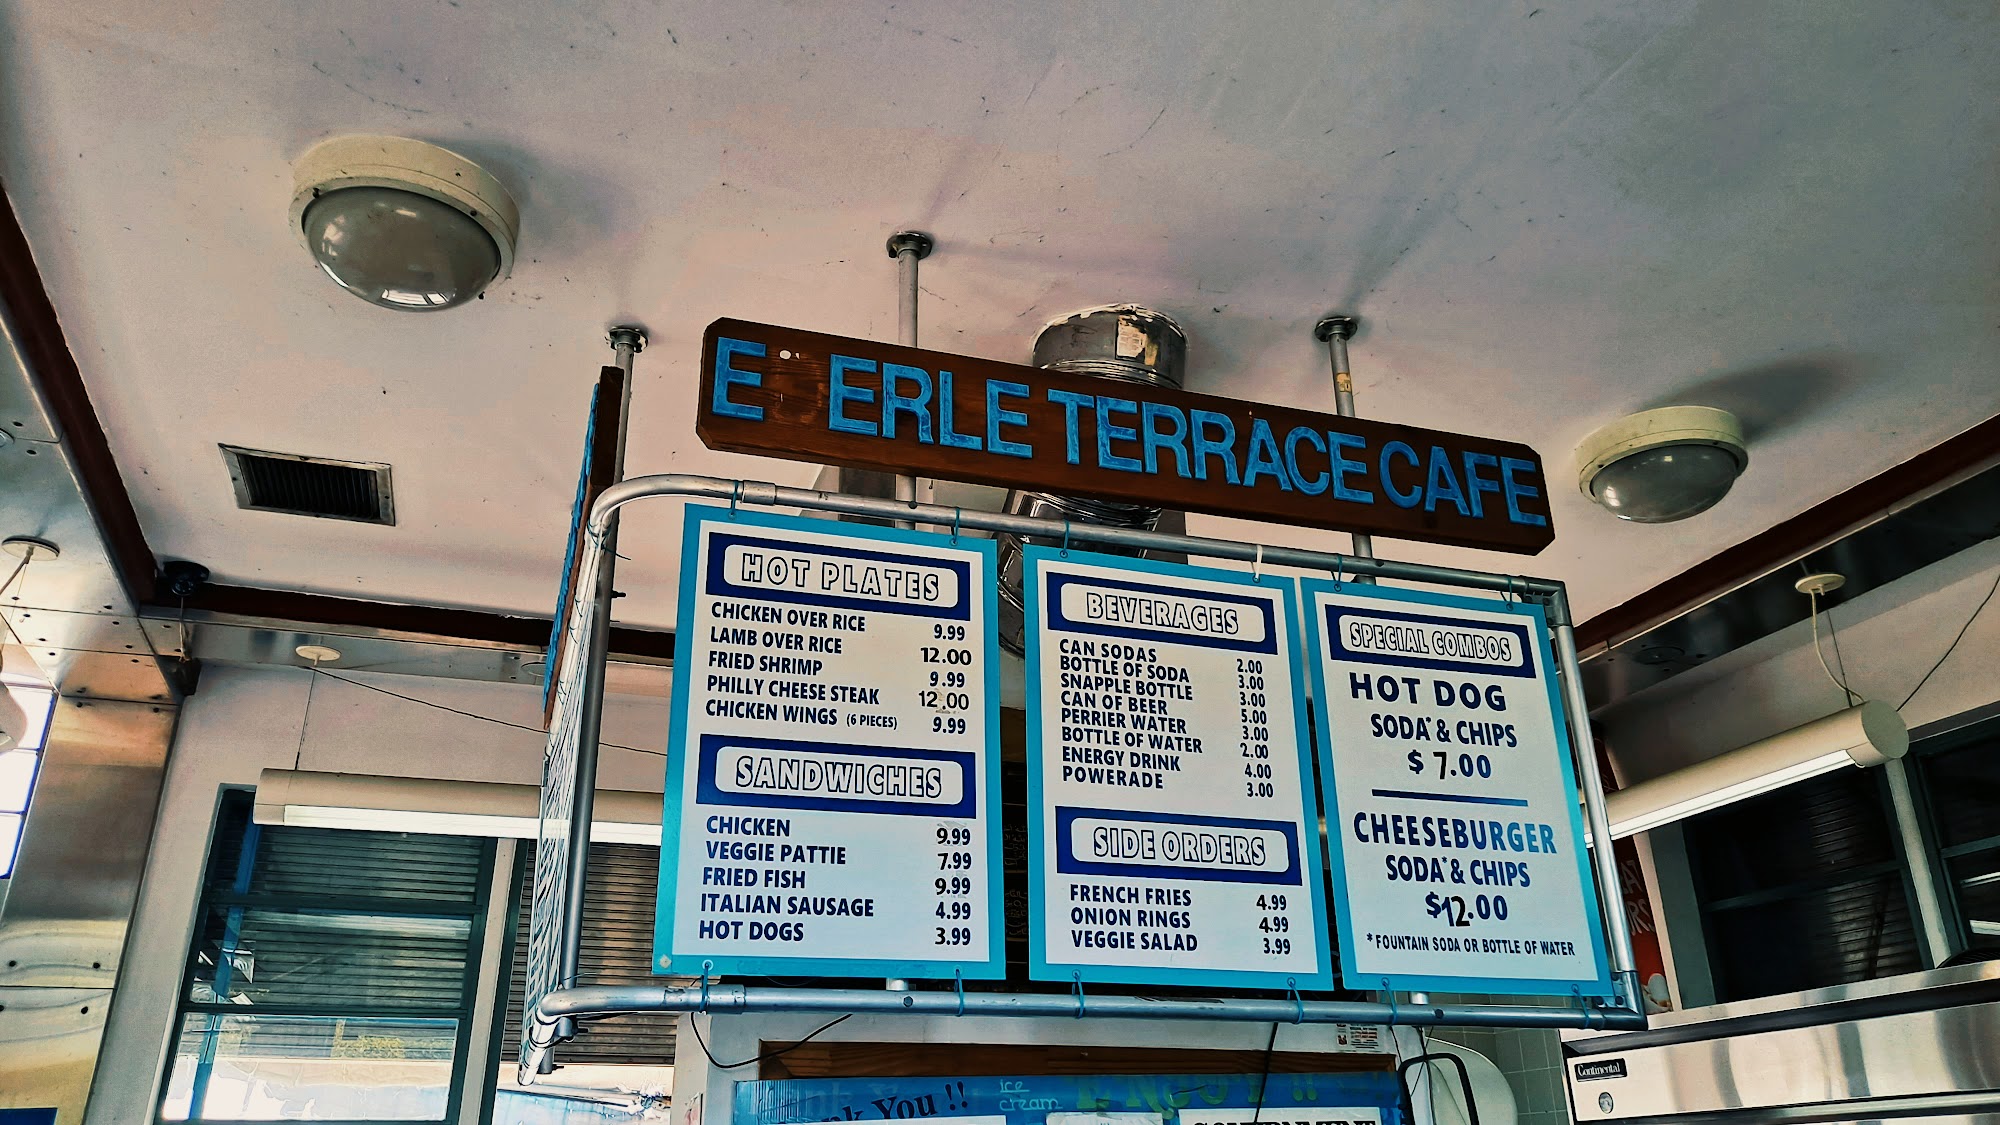 E ERLE TERRACE CAFE
HOT PLATES
CHICKEN OVER RICE 9.99
LAMB OVER RICE 12.00
FRIED SHRIMP 9.99
PHILLY CHEESE STEAK 12.00
CHICKEN WINGS (6 PIECES) 9.99
SANDWICHES
CHICKEN 9.99
VEGGIE PATTIE 7.99
FRIED FISH 9.99
ITALIAN SAUSAGE 4.99
HOT DOGS 3.99
BEVERAGES
CAN SODAS 2.00
BOTTLE OF SODA 3.00
SNAPPLE BOTTLE 3.00
CAN OF BEER 5.00
PERRIER WATER 3.00
BOTTLE OF WATER 2.00
ENERGY DRINK 4.00
POWERADE 3.00
SIDE ORDERS
FRENCH FRIES 4.99
ONION RINGS 4.99
VEGGIE SALAD 3.99
SPECIAL COMBOS
HOT DOG
SODA* & CHIPS
$ 7.00
CHEESEBURGER
SODA* & CHIPS
$12.00
* FOUNTAIN SODA OR BOTTLE OF WATER
You !!
ice
cream
Continental